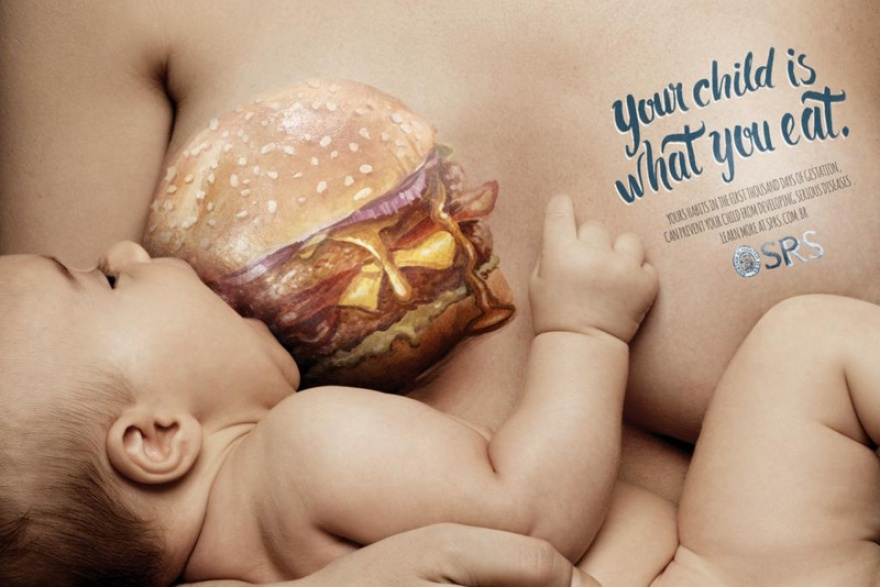 Your child is
what you eat.
YOURS HABITS IN THE FIRST THOUSAND DAYS OF GESTATION,
CAN PREVENT YOUR CHILD FROM DEVELOPING SERIOUS DISEASES.
LEARN MORE AT SPRS.COM.BR
SRS